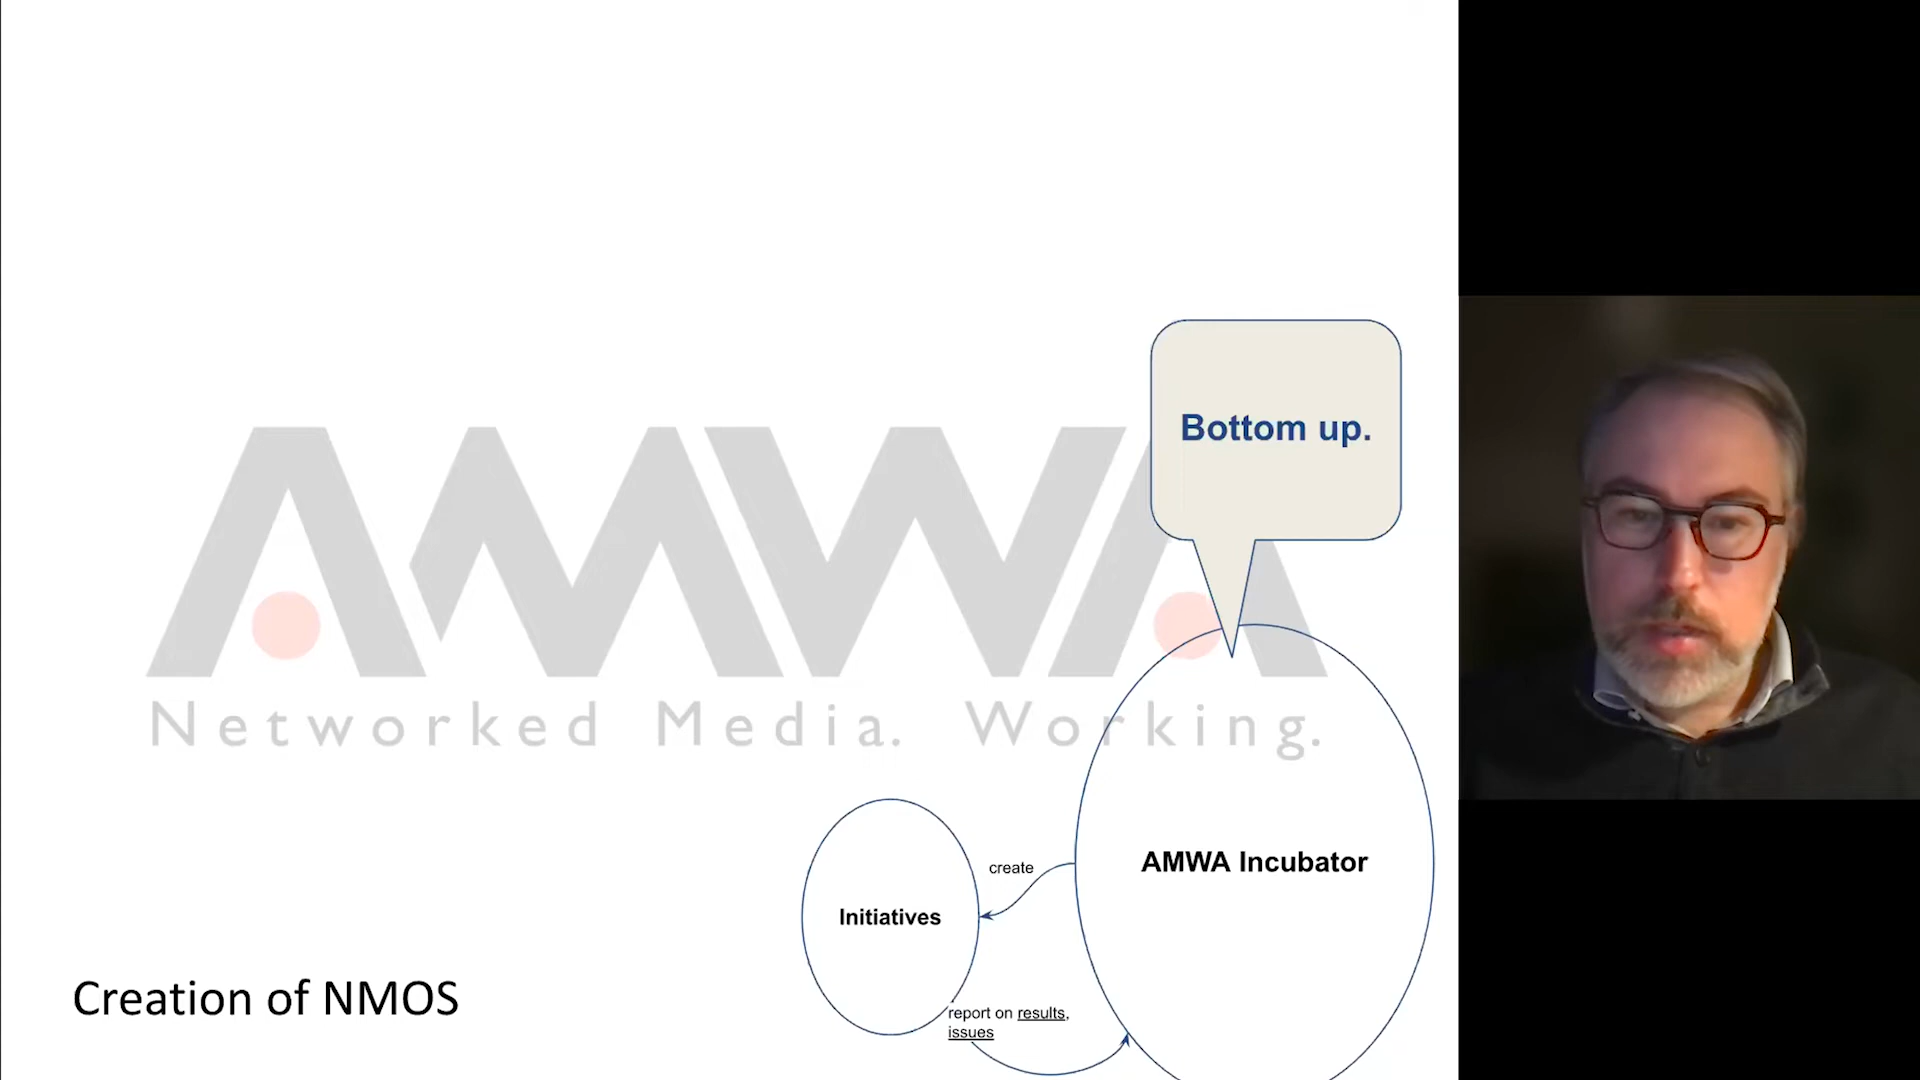 Bottom up.
AMWA
Networked Media. Working.
AMWA Incubator
create
Initiatives
report on results,
issues
Creation of NMOS